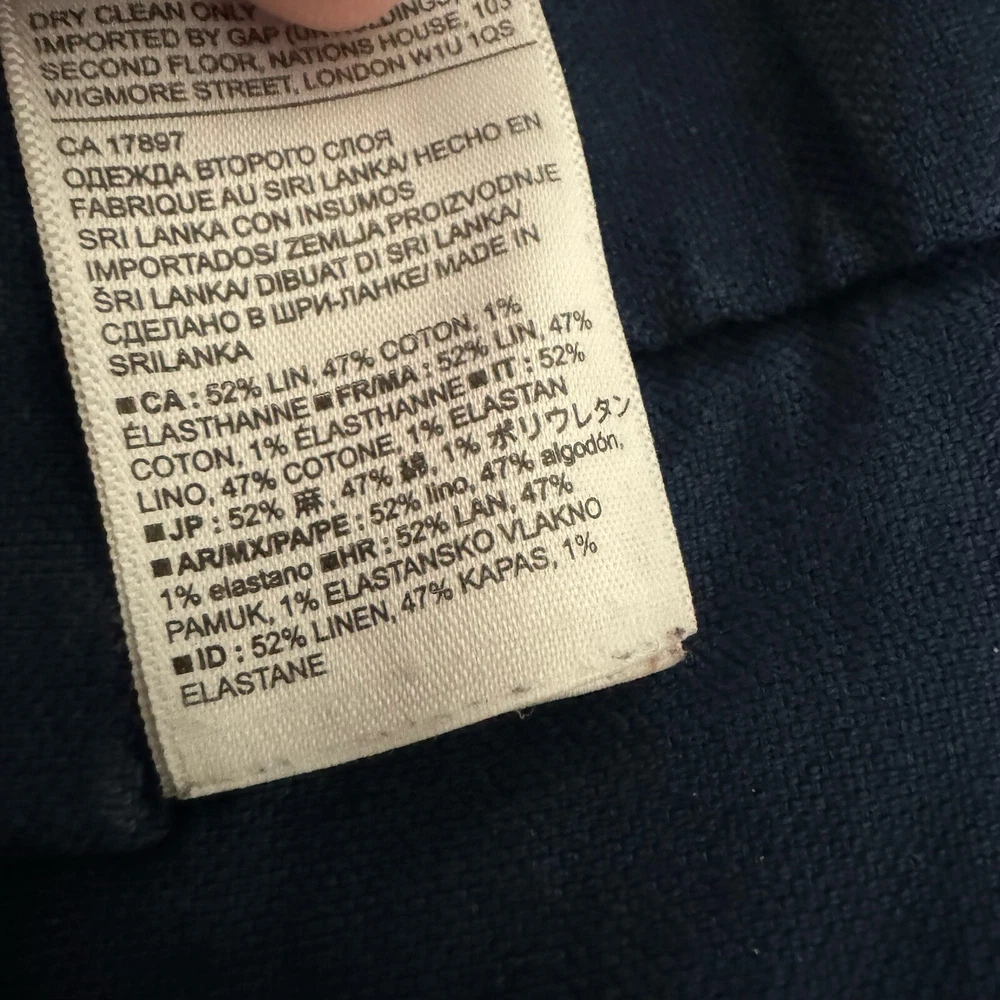 DRY CLEAN ONLY
IMPORTED BY GAP
SECOND FLOOR, NATIONS HOUSE, 103
WIGMORE STREET, LONDON W1U 1QS
CA 17897
ОДЕЖДА ВТОРОГО СЛОЯ
FABRIQUE AU SIRI LANKA/ HECHO EN
SRI LANKA CON INSUMOS
IMPORTADOS/ ZEMLJA PROIZVODNJE
ŠRI LANKA/ DIBUAT DI SRI LANKA/
СДЕЛАНО В ШРИ-ЛАНКЕ/ MADE IN
SRILANKA
■CA : 52% LIN, 47% COTON, 1%
ÉLASTHANNE ■FR/MA : 52% LIN, 47%
COTON, 1% ÉLASTHANNE ■IT : 52%
LINO, 47% COTONE, 1% ELASTAN
■JP : 52% 麻, 47% 綿, 1% ポリウレタン
■AR/MX/PA/PE : 52% lino, 47% algodón,
1% elastano ■HR : 52% LAN, 47%
PAMUK, 1% ELASTANSKO VLAKNO
■ID : 52% LINEN, 47% KAPAS, 1%
ELASTANE